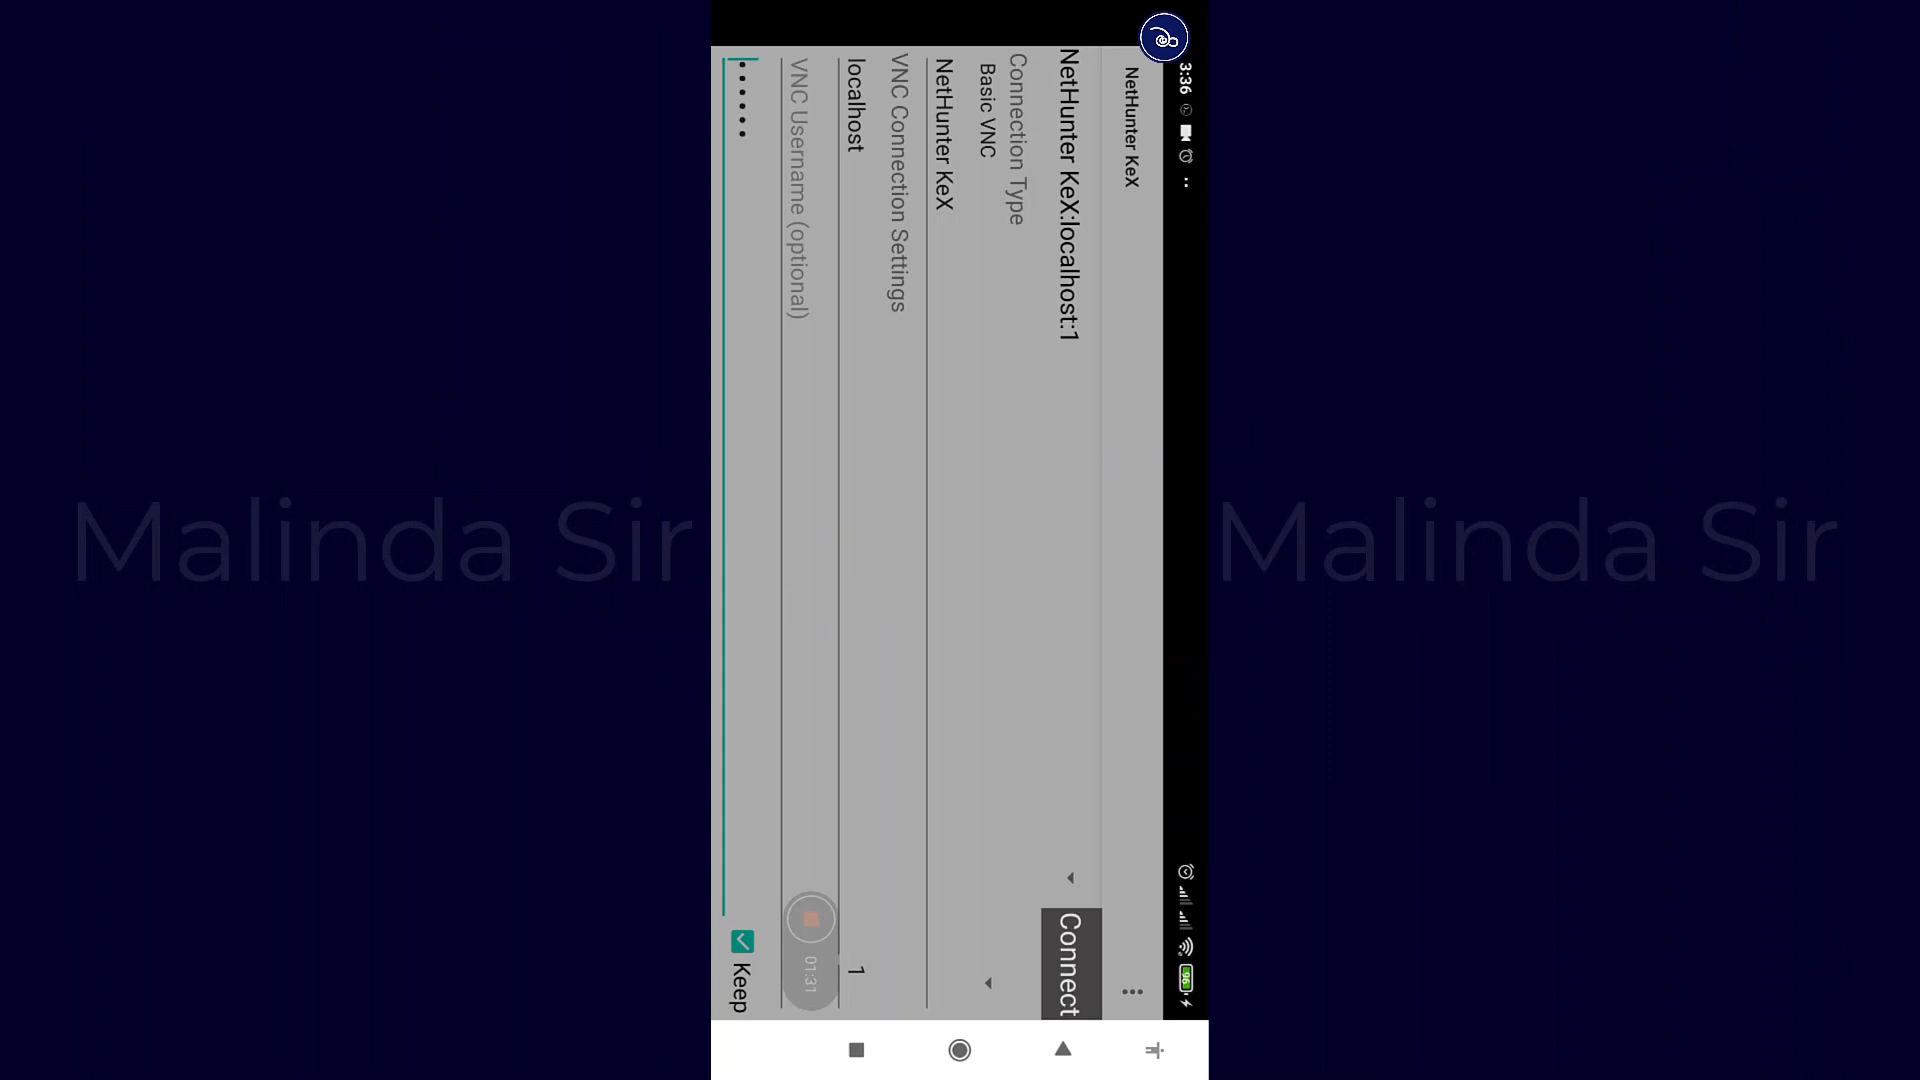 3:36
96
NetHunter KeX
NetHunter KeX:localhost:1
Connect
Connection Type
Basic VNC
NetHunter KeX
VNC Connection Settings
localhost
1
VNC Username (optional)
01:31
••••••
Keep
Malinda Sir
Malinda Sir